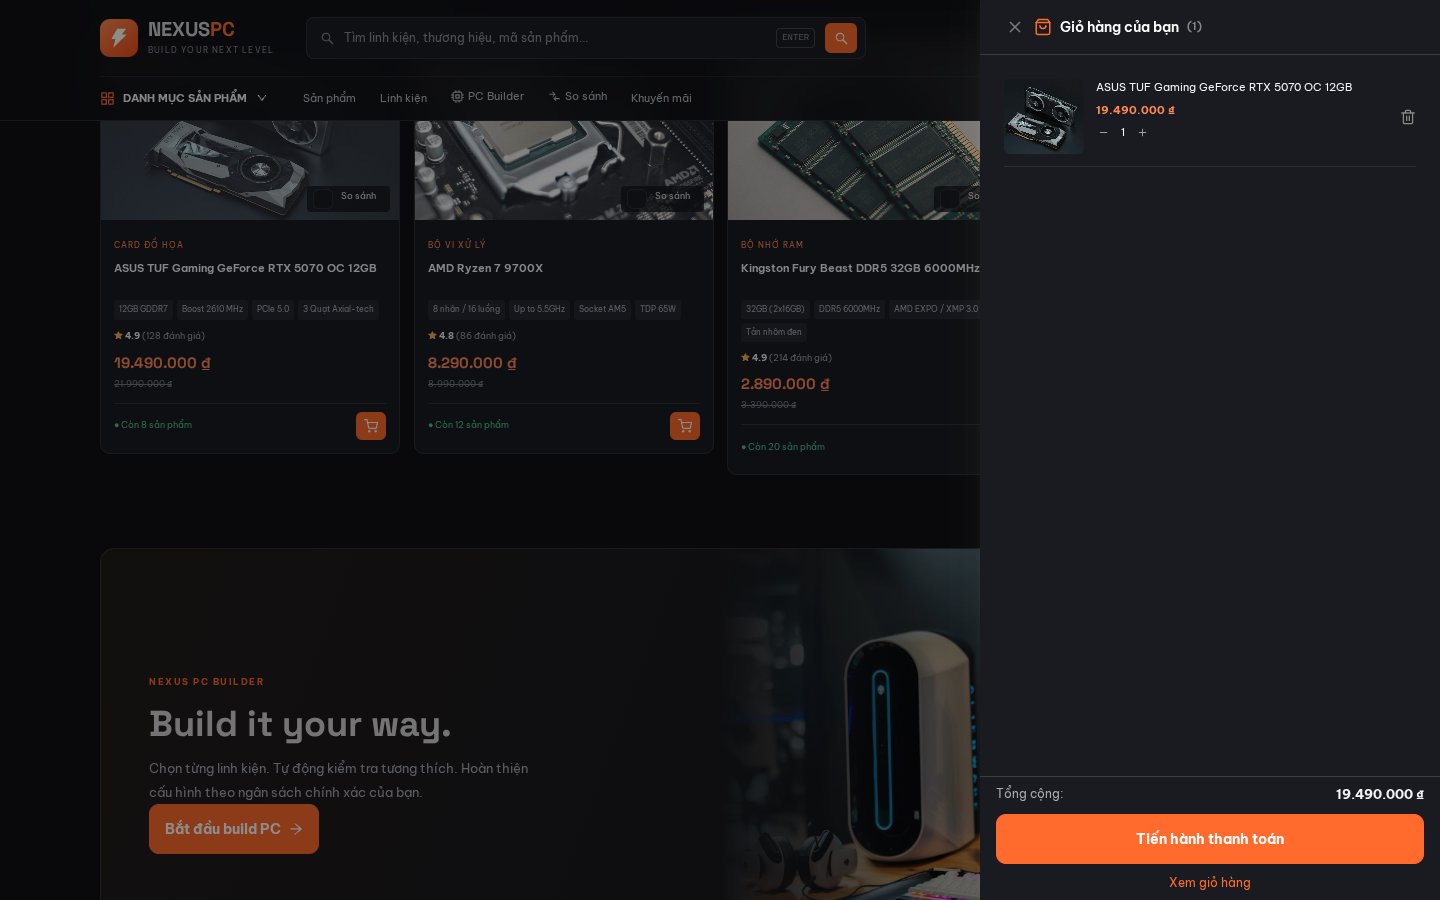 NEXUSPC
BUILD YOUR NEXT LEVEL
Tìm linh kiện, thương hiệu, mã sản phẩm...
ENTER
DANH MỤC SẢN PHẨM
Sản phẩm
Linh kiện
PC Builder
So sánh
Khuyến mãi
So sánh
CARD ĐỒ HỌA
ASUS TUF Gaming GeForce RTX 5070 OC 12GB
12GB GDDR7
Boost 2610 MHz
PCIe 5.0
3 Quạt Axial-tech
4.9 (128 đánh giá)
19.490.000 ₫
21.990.000 ₫
● Còn 8 sản phẩm
AMD
So sánh
BỘ VI XỬ LÝ
AMD Ryzen 7 9700X
8 nhân / 16 luồng
Up to 5.5GHz
Socket AM5
TDP 65W
4.8 (86 đánh giá)
8.290.000 ₫
8.990.000 ₫
● Còn 12 sản phẩm
So
BỘ NHỚ RAM
Kingston Fury Beast DDR5 32GB 6000MHz
32GB (2x16GB)
DDR5 6000MHz
AMD EXPO / XMP 3.0
Tản nhôm đen
4.9 (214 đánh giá)
2.890.000 ₫
3.390.000 ₫
● Còn 20 sản phẩm
NEXUS PC BUILDER
Build it your way.
Chọn từng linh kiện. Tự động kiểm tra tương thích. Hoàn thiện
cấu hình theo ngân sách chính xác của bạn.
Bắt đầu build PC
Giỏ hàng của bạn (1)
ASUS TUF Gaming GeForce RTX 5070 OC 12GB
19.490.000 ₫
− 1 +
Tổng cộng:
19.490.000 ₫
Tiến hành thanh toán
Xem giỏ hàng